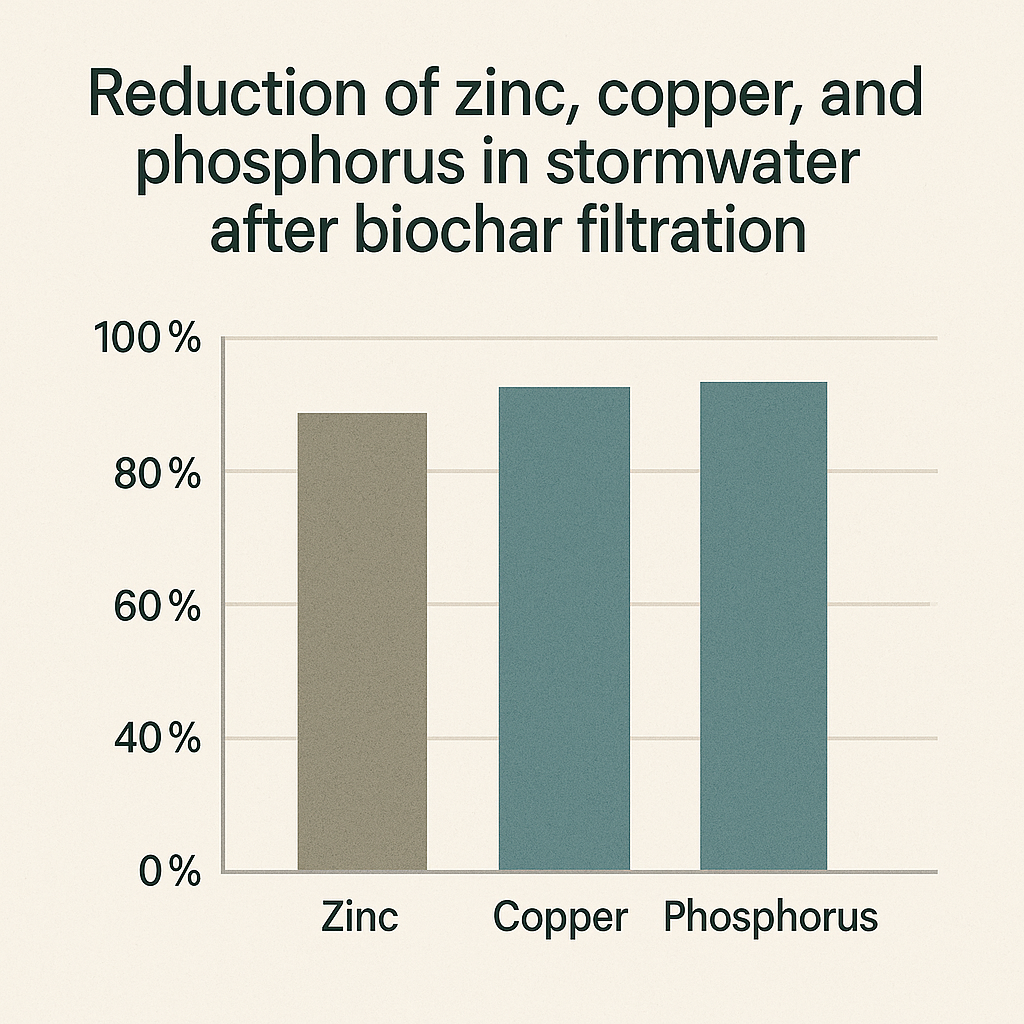 Reduction of zinc, copper, and
phosphorus in stormwater
after biochar filtration
100 %
80 %
60 %
40 %
0 %
Zinc
Copper
Phosphorus